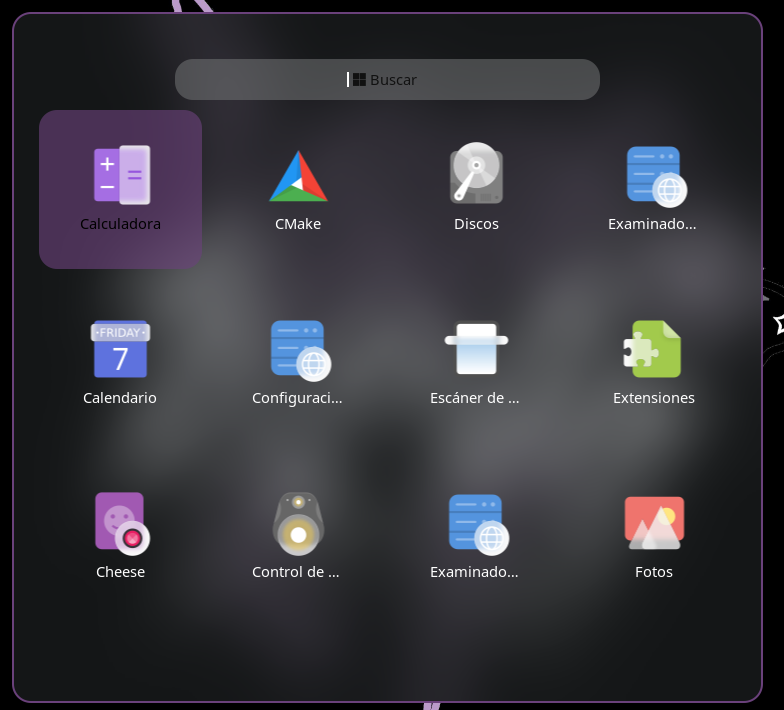 Buscar
Calculadora
CMake
Discos
Examinado...
FRIDAY
7
Calendario
Configuraci...
Escáner de ...
Extensiones
Cheese
Control de ...
Examinado...
Fotos